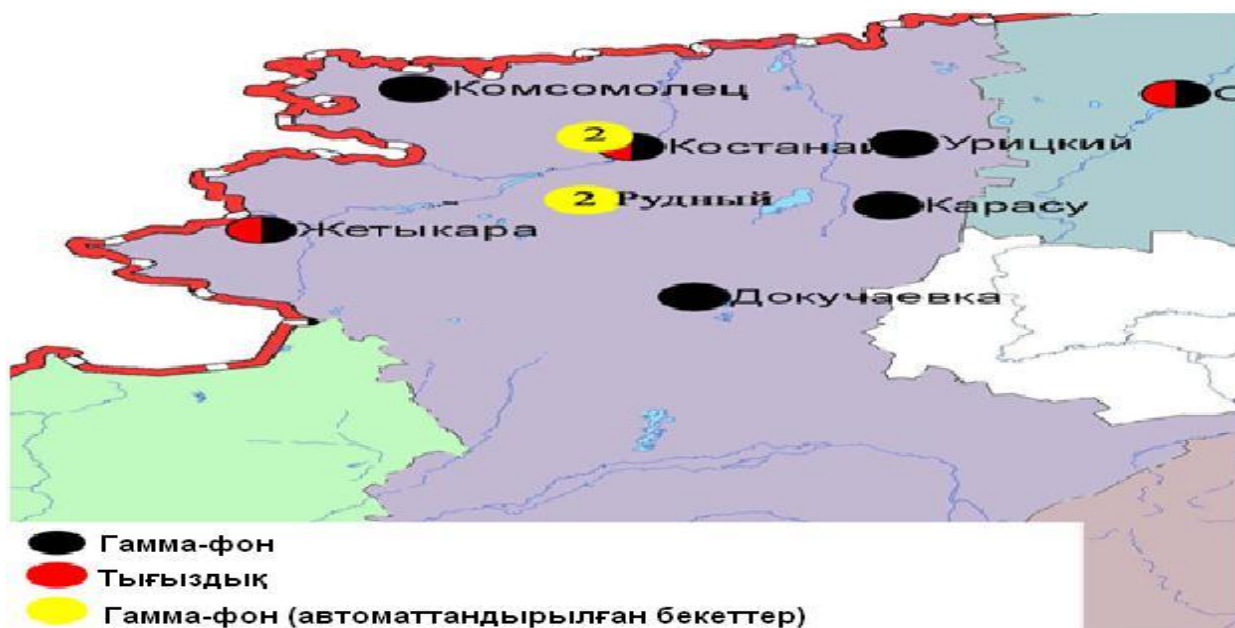 Комсомолец
2
Костанай
Урицкий
2 Рудный
Карасу
Жетыкара
Докучаевка
Гамма-фон
Тығыздық
Гамма-фон (автоматтандырылған бекеттер)